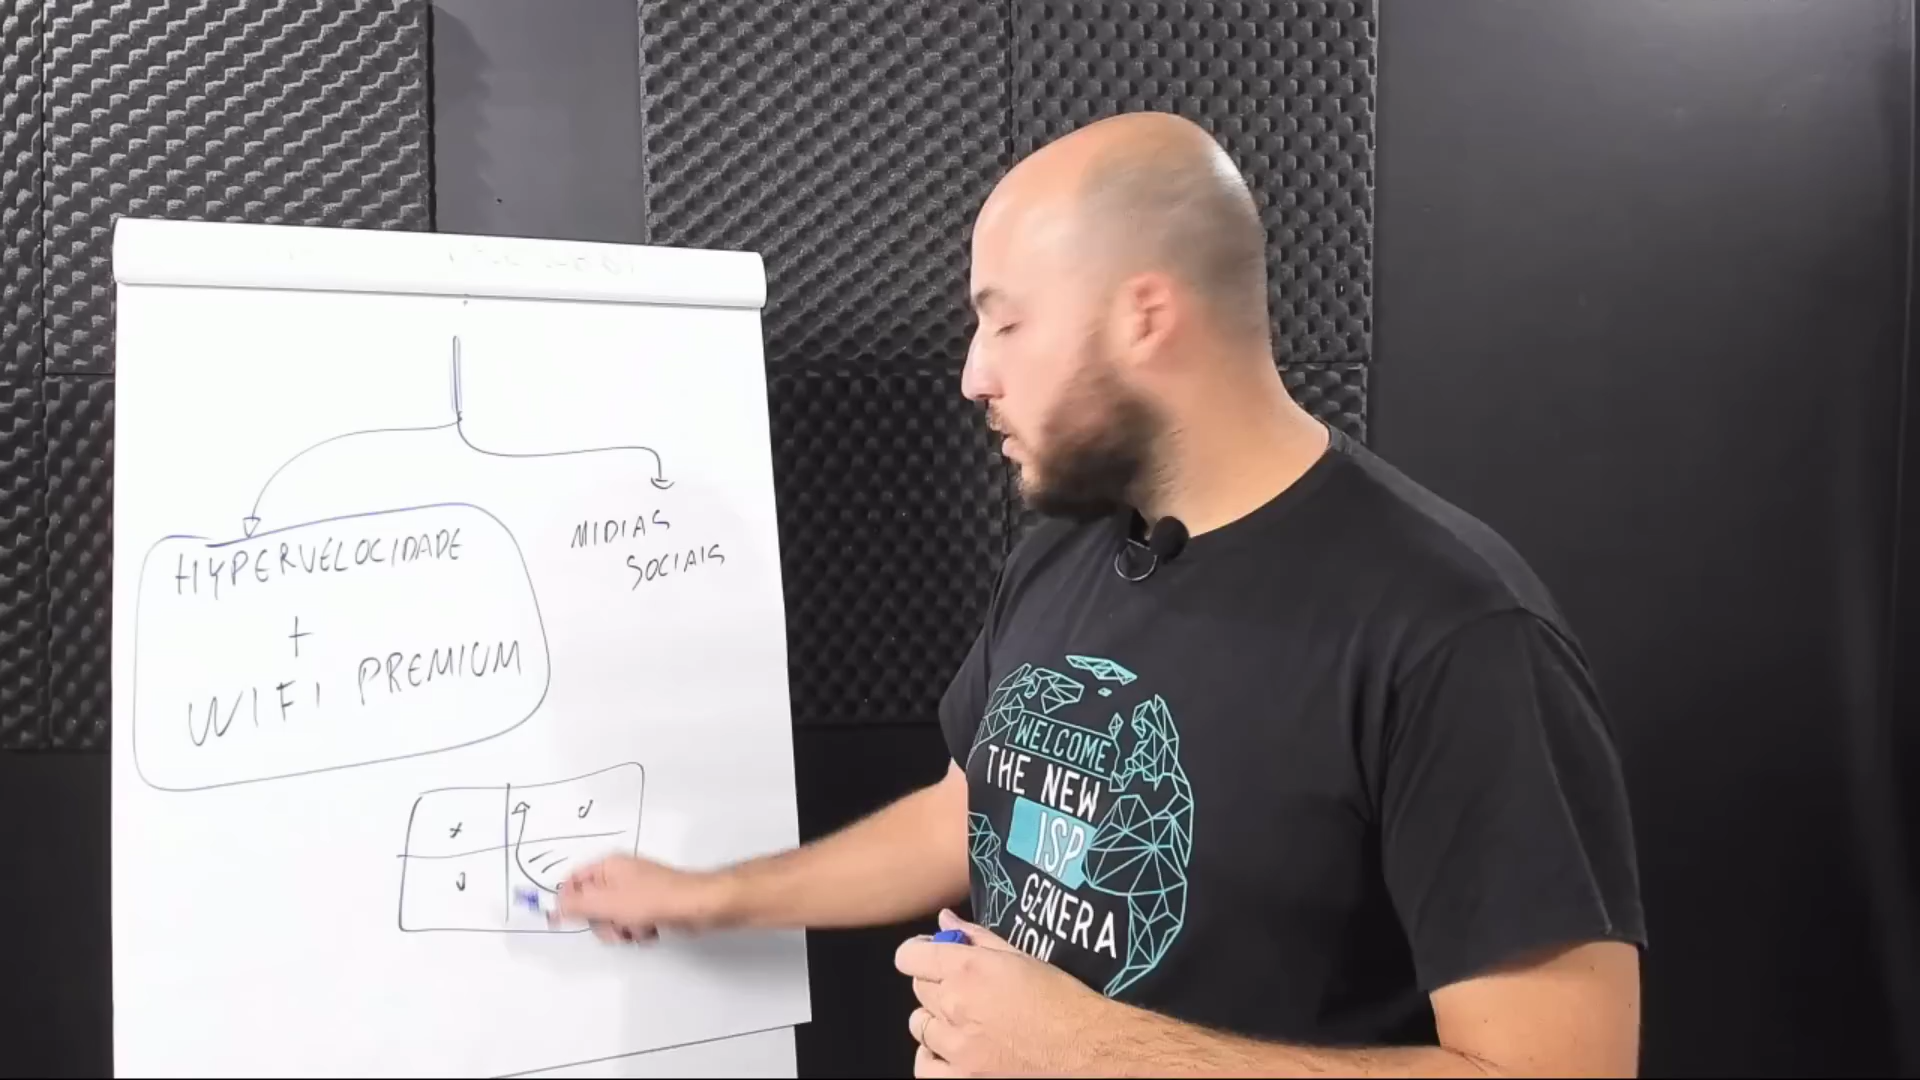 HYPERVELOCIDADE
+
WIFI PREMIUM
MIDIAS
SOCIAIS
WELCOME
THE NEW
ISP
GENERA
TION